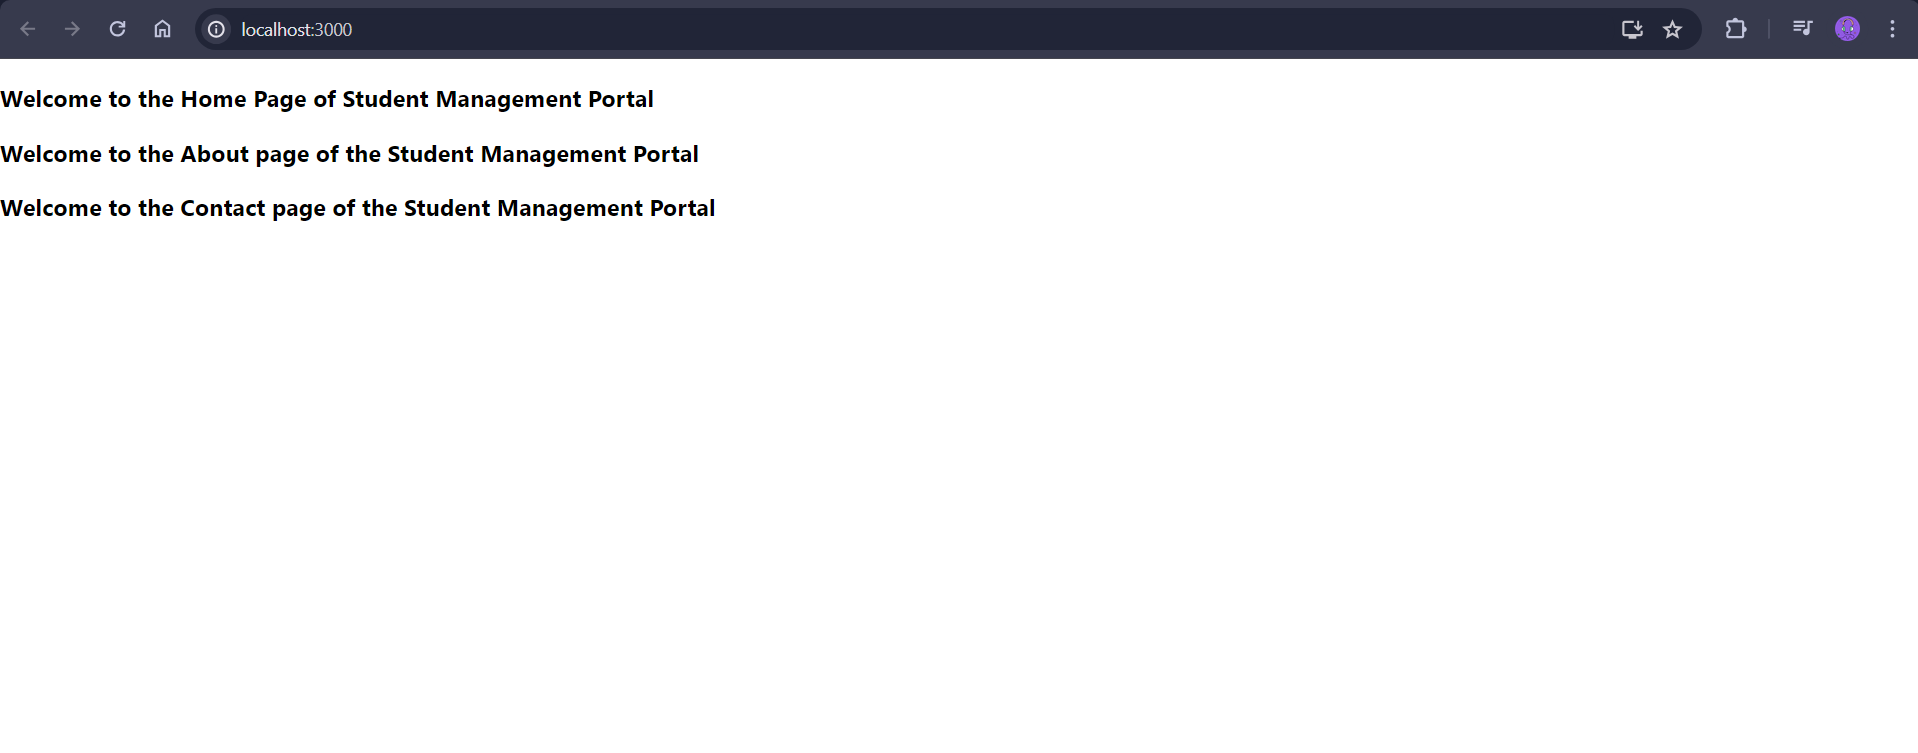 localhost:3000
Welcome to the Home Page of Student Management Portal
Welcome to the About page of the Student Management Portal
Welcome to the Contact page of the Student Management Portal